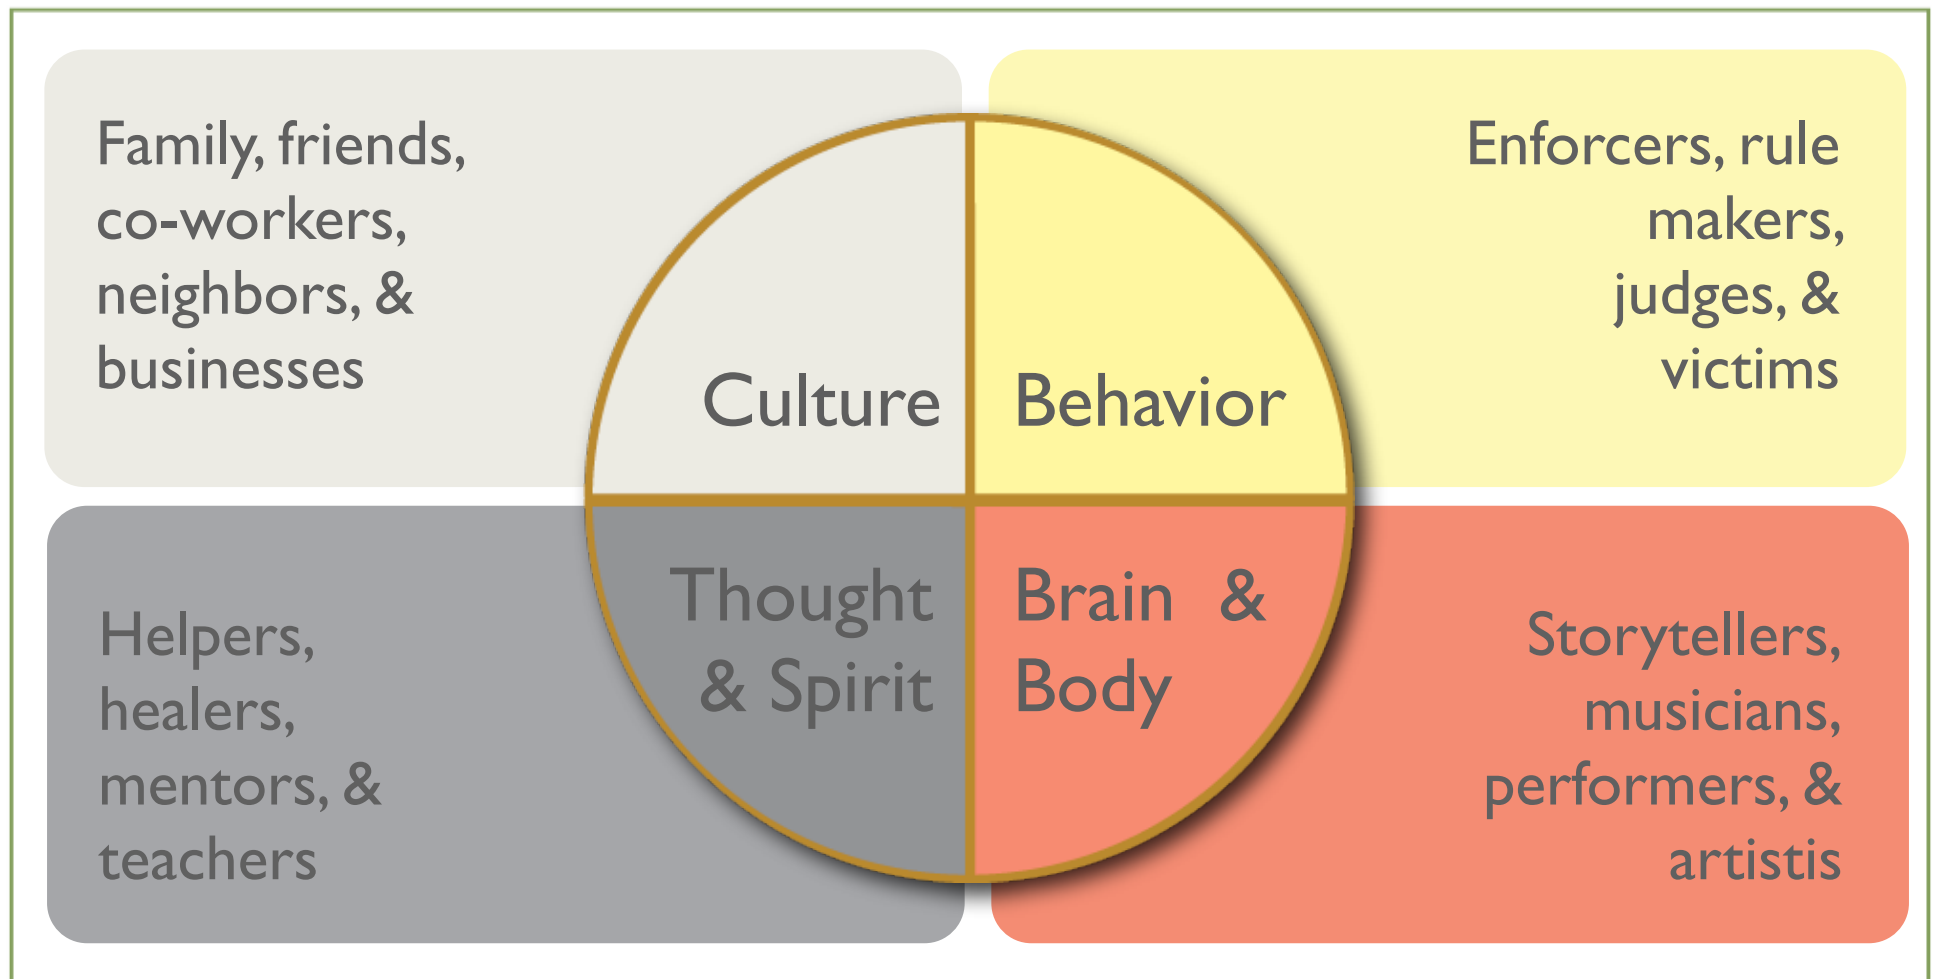 Family, friends,
co-workers,
neighbors, &
businesses
Culture
Enforcers, rule
makers,
judges, &
victims
Behavior
Helpers,
healers,
mentors, &
teachers
Thought
& Spirit
Brain &
Body
Storytellers,
musicians,
performers, &
artistis